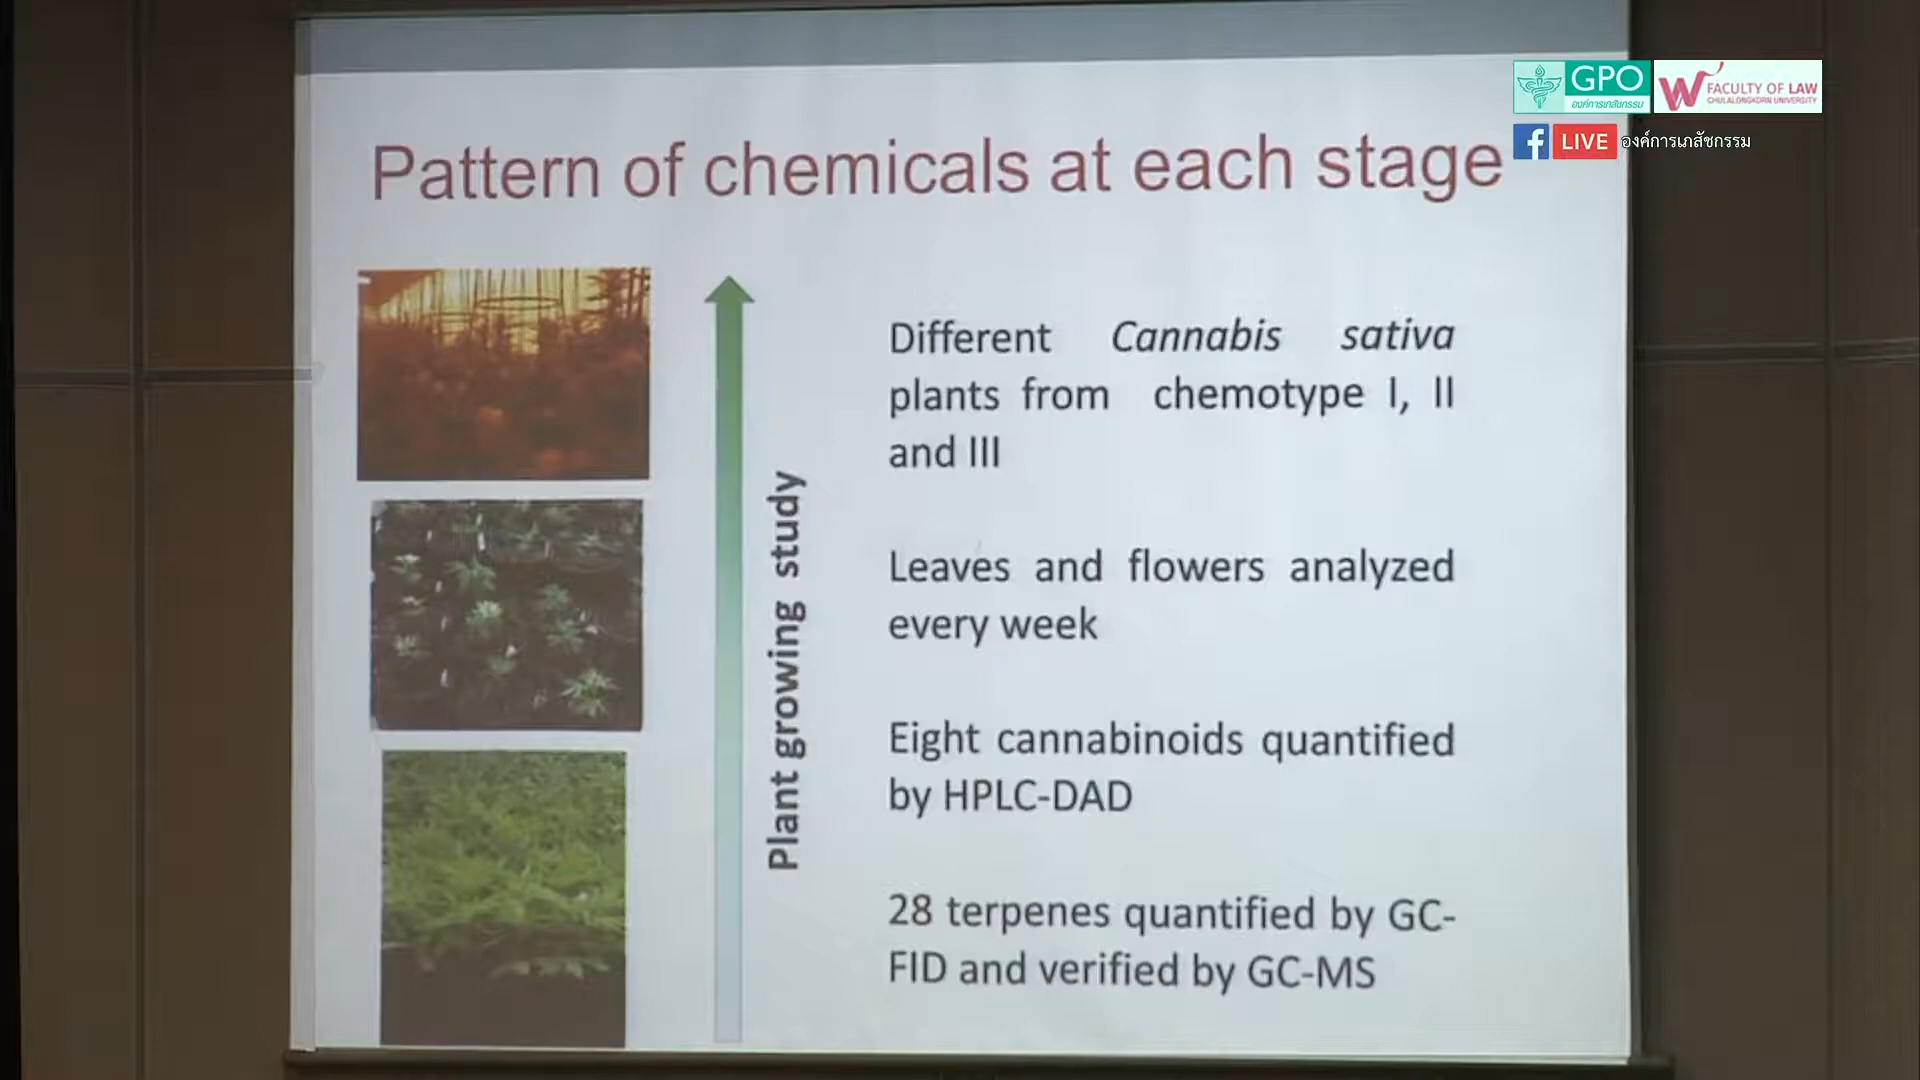 GPO
องค์การเภสัชกรรม
FACULTY OF LAW
CHULALONGKORN UNIVERSITY
LIVE องค์การเภสัชกรรม
Pattern of chemicals at each stage
Plant growing study
Different Cannabis sativa
plants from chemotype I, II
and III
Leaves and flowers analyzed
every week
Eight cannabinoids quantified
by HPLC-DAD
28 terpenes quantified by GC-
FID and verified by GC-MS